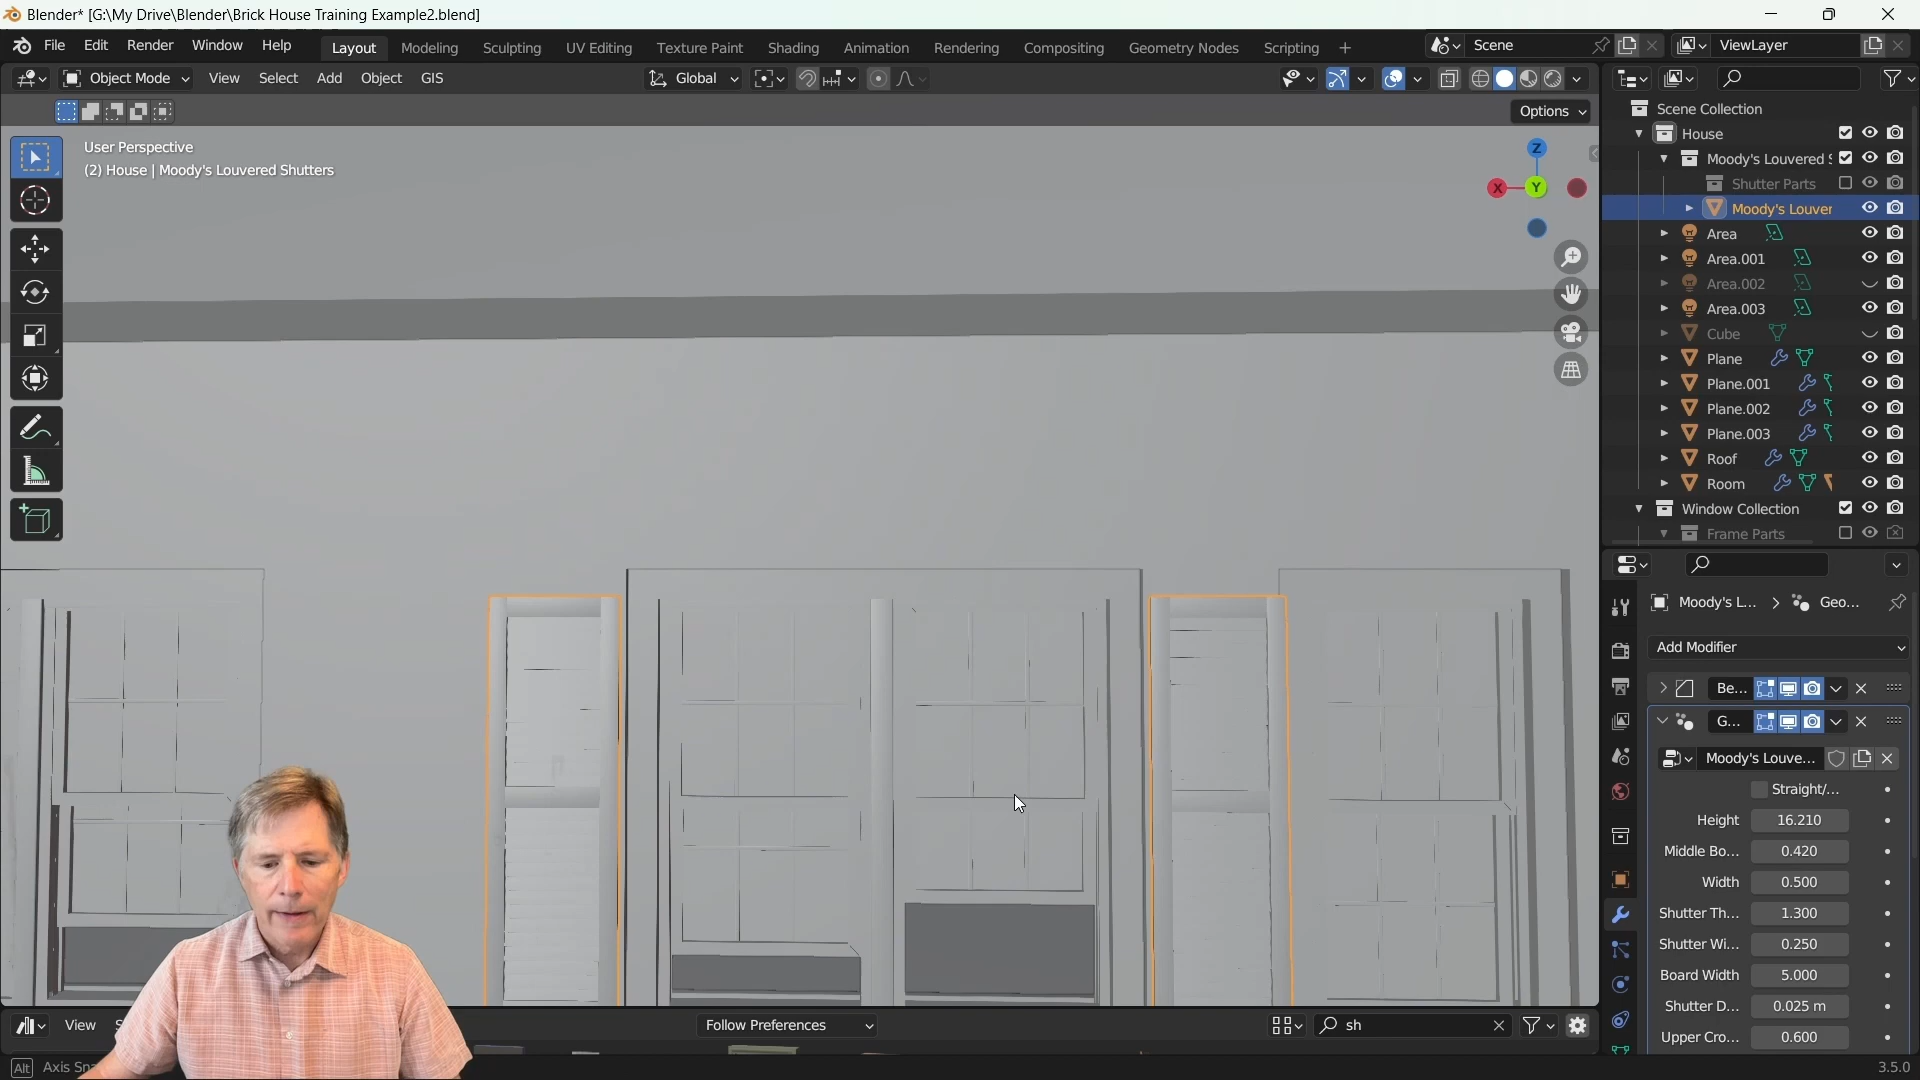 Blender* [G:\My Drive\Blender\Brick House Training Example2.blend]
File Edit Render Window Help
Layout Modeling Sculpting UV Editing Texture Paint Shading Animation Rendering Compositing Geometry Nodes Scripting +
Scene
ViewLayer
Object Mode View Select Add Object GIS
Global
Options
User Perspective
(2) House | Moody's Louvered Shutters
Z
X
Y
Scene Collection
House
Moody's Louvered S
Shutter Parts
Moody's Louver
Area
Area.001
Area.002
Area.003
Cube
Plane
Plane.001
Plane.002
Plane.003
Roof
Room
Window Collection
Frame Parts
Moody's L... > Geo...
Add Modifier
Be...
G...
Moody's Louve...
Straight/...
Height 16.210
Middle Bo... 0.420
Width 0.500
Shutter Th... 1.300
Shutter Wi... 0.250
Board Width 5.000
Shutter D... 0.025 m
Upper Cro... 0.600
View
Follow Preferences
sh
Alt Axis Sna
3.5.0